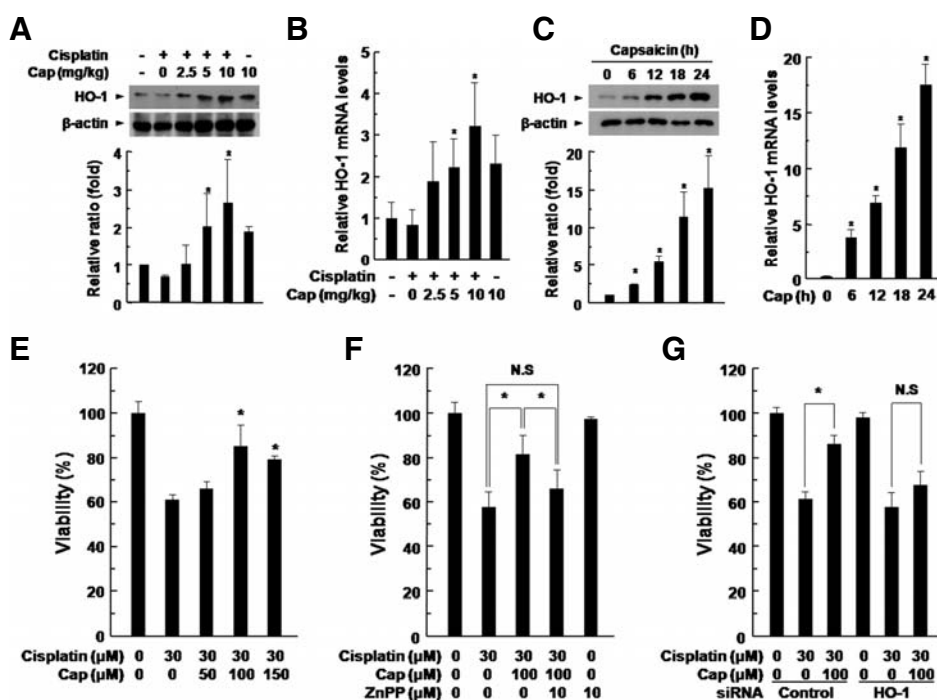 A
Cisplatin - + + + + -
Cap (mg/kg) - 0 2.5 5 10 10
HO-1
β-actin
Relative ratio (fold)
4
3
2
1
0
* *
B
Relative HO-1 mRNA levels
5
4
3
2
1
0
* *
Cisplatin - + + + + -
Cap (mg/kg) - 0 2.5 5 10 10
C
Capsaicin (h)
0 6 12 18 24
HO-1
β-actin
Relative ratio (fold)
20
15
10
5
0
* * * *
D
Relative HO-1 mRNA levels
20
15
10
5
0
* * * *
Cap (h) 0 6 12 18 24
E
Viability (%)
120
100
80
60
40
20
0
* *
Cisplatin (μM) 0 30 30 30 30
Cap (μM) 0 0 50 100 150
F
Viability (%)
120
100
80
60
40
20
0
N.S
* *
Cisplatin (μM) 0 30 30 30 0
Cap (μM) 0 0 100 100 0
ZnPP (μM) 0 0 0 10 10
G
Viability (%)
120
100
80
60
40
20
0
* N.S
Cisplatin (μM) 0 30 30 0 30 30
Cap (μM) 0 0 100 0 0 100
siRNA Control HO-1